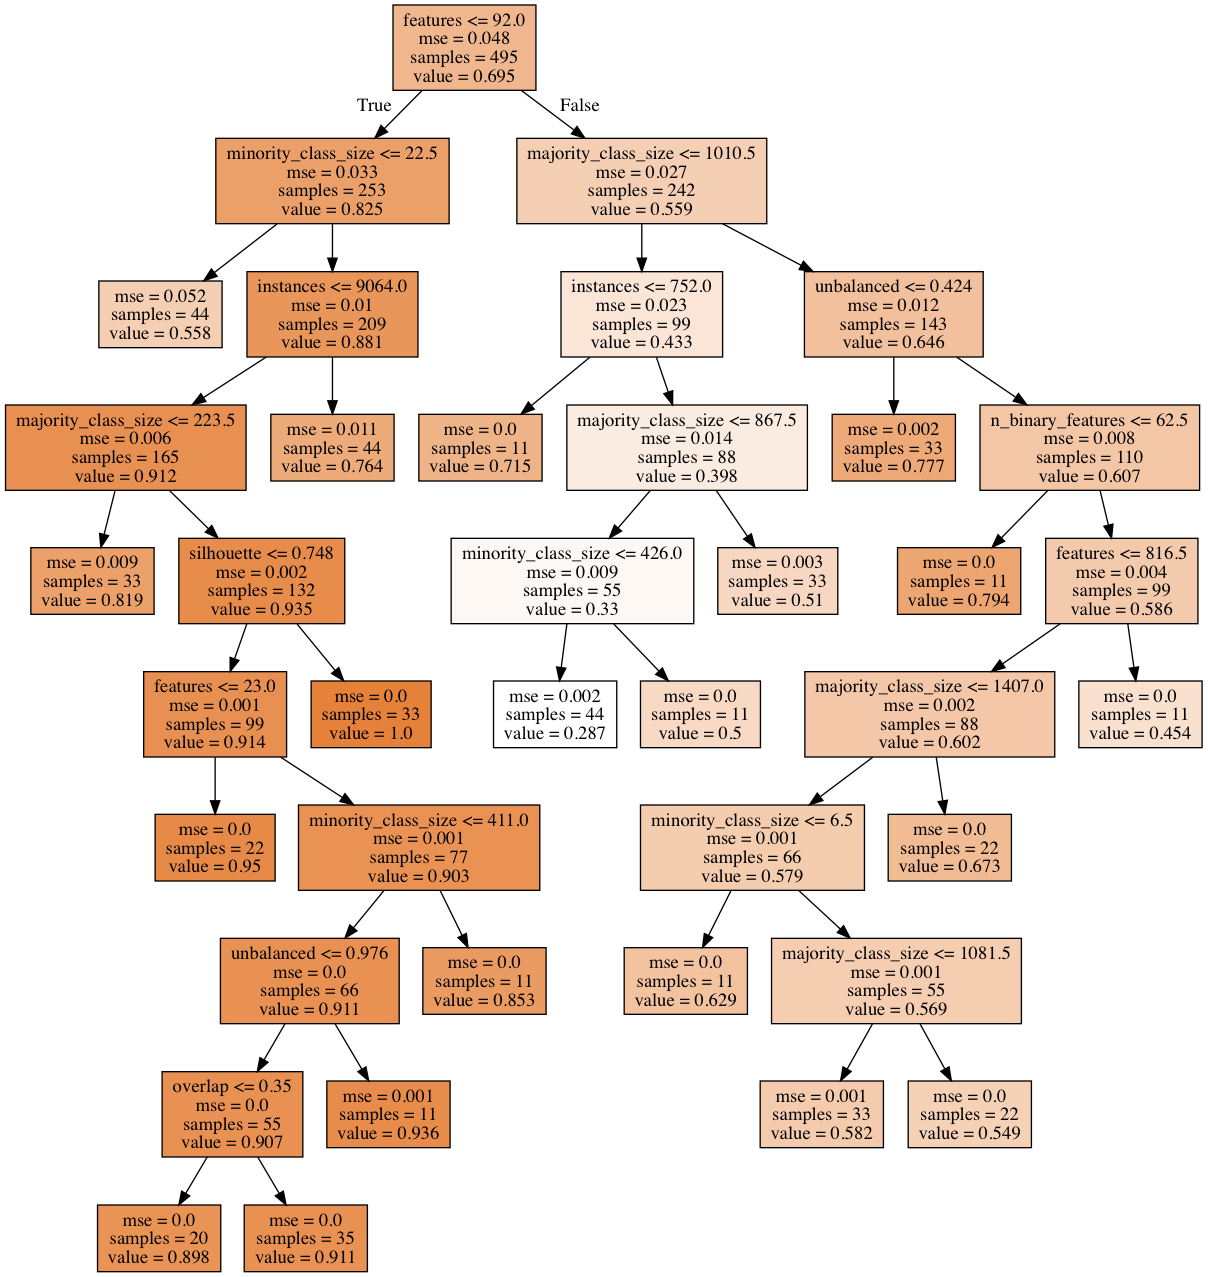 features <= 92.0
mse = 0.048
samples = 495
value = 0.695
True
False
minority_class_size <= 22.5
mse = 0.033
samples = 253
value = 0.825
majority_class_size <= 1010.5
mse = 0.027
samples = 242
value = 0.559
mse = 0.052
samples = 44
value = 0.558
instances <= 9064.0
mse = 0.01
samples = 209
value = 0.881
instances <= 752.0
mse = 0.023
samples = 99
value = 0.433
unbalanced <= 0.424
mse = 0.012
samples = 143
value = 0.646
majority_class_size <= 223.5
mse = 0.006
samples = 165
value = 0.912
mse = 0.011
samples = 44
value = 0.764
mse = 0.0
samples = 11
value = 0.715
majority_class_size <= 867.5
mse = 0.014
samples = 88
value = 0.398
mse = 0.002
samples = 33
value = 0.777
n_binary_features <= 62.5
mse = 0.008
samples = 110
value = 0.607
mse = 0.009
samples = 33
value = 0.819
silhouette <= 0.748
mse = 0.002
samples = 132
value = 0.935
minority_class_size <= 426.0
mse = 0.009
samples = 55
value = 0.33
mse = 0.003
samples = 33
value = 0.51
mse = 0.0
samples = 11
value = 0.794
features <= 816.5
mse = 0.004
samples = 99
value = 0.586
features <= 23.0
mse = 0.001
samples = 99
value = 0.914
mse = 0.0
samples = 33
value = 1.0
mse = 0.002
samples = 44
value = 0.287
mse = 0.0
samples = 11
value = 0.5
majority_class_size <= 1407.0
mse = 0.002
samples = 88
value = 0.602
mse = 0.0
samples = 11
value = 0.454
mse = 0.0
samples = 22
value = 0.95
minority_class_size <= 411.0
mse = 0.001
samples = 77
value = 0.903
minority_class_size <= 6.5
mse = 0.001
samples = 66
value = 0.579
mse = 0.0
samples = 22
value = 0.673
unbalanced <= 0.976
mse = 0.0
samples = 66
value = 0.911
mse = 0.0
samples = 11
value = 0.853
mse = 0.0
samples = 11
value = 0.629
majority_class_size <= 1081.5
mse = 0.001
samples = 55
value = 0.569
overlap <= 0.35
mse = 0.0
samples = 55
value = 0.907
mse = 0.001
samples = 11
value = 0.936
mse = 0.001
samples = 33
value = 0.582
mse = 0.0
samples = 22
value = 0.549
mse = 0.0
samples = 20
value = 0.898
mse = 0.0
samples = 35
value = 0.911